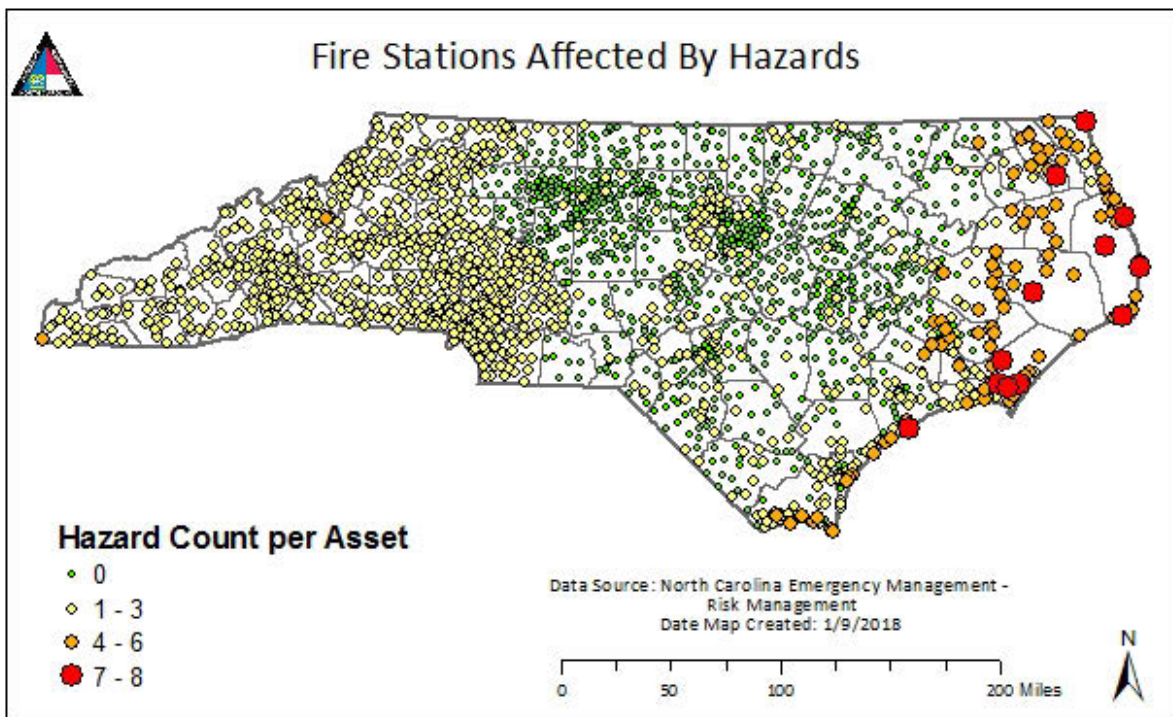 Fire Stations Affected By Hazards
Hazard Count per Asset
0
1 - 3
4 - 6
7 - 8
Data Source: North Carolina Emergency Management -
Risk Management
Date Map Created: 1/9/2018
0 50 100 200 Miles
N